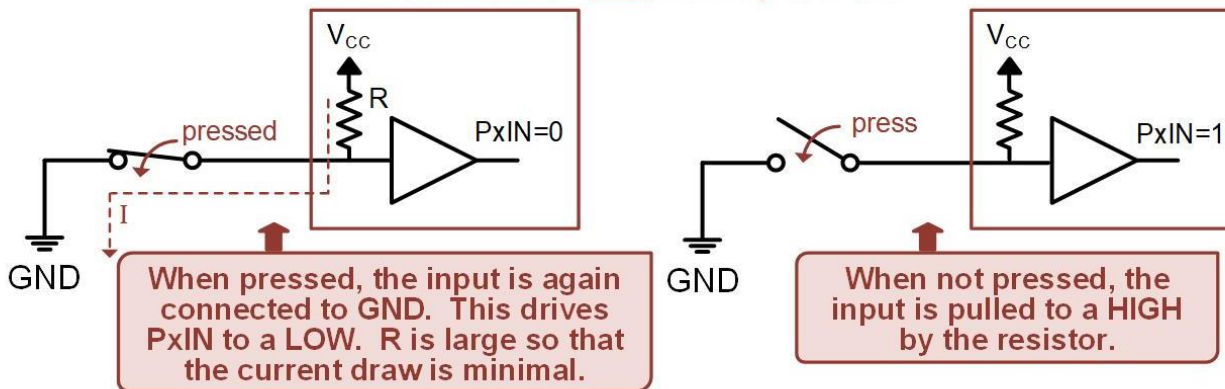 V_CC
R
pressed
PxIN=0
I
GND
When pressed, the input is again
connected to GND. This drives
PxIN to a LOW. R is large so that
the current draw is minimal.
V_CC
press
PxIN=1
GND
When not pressed, the
input is pulled to a HIGH
by the resistor.